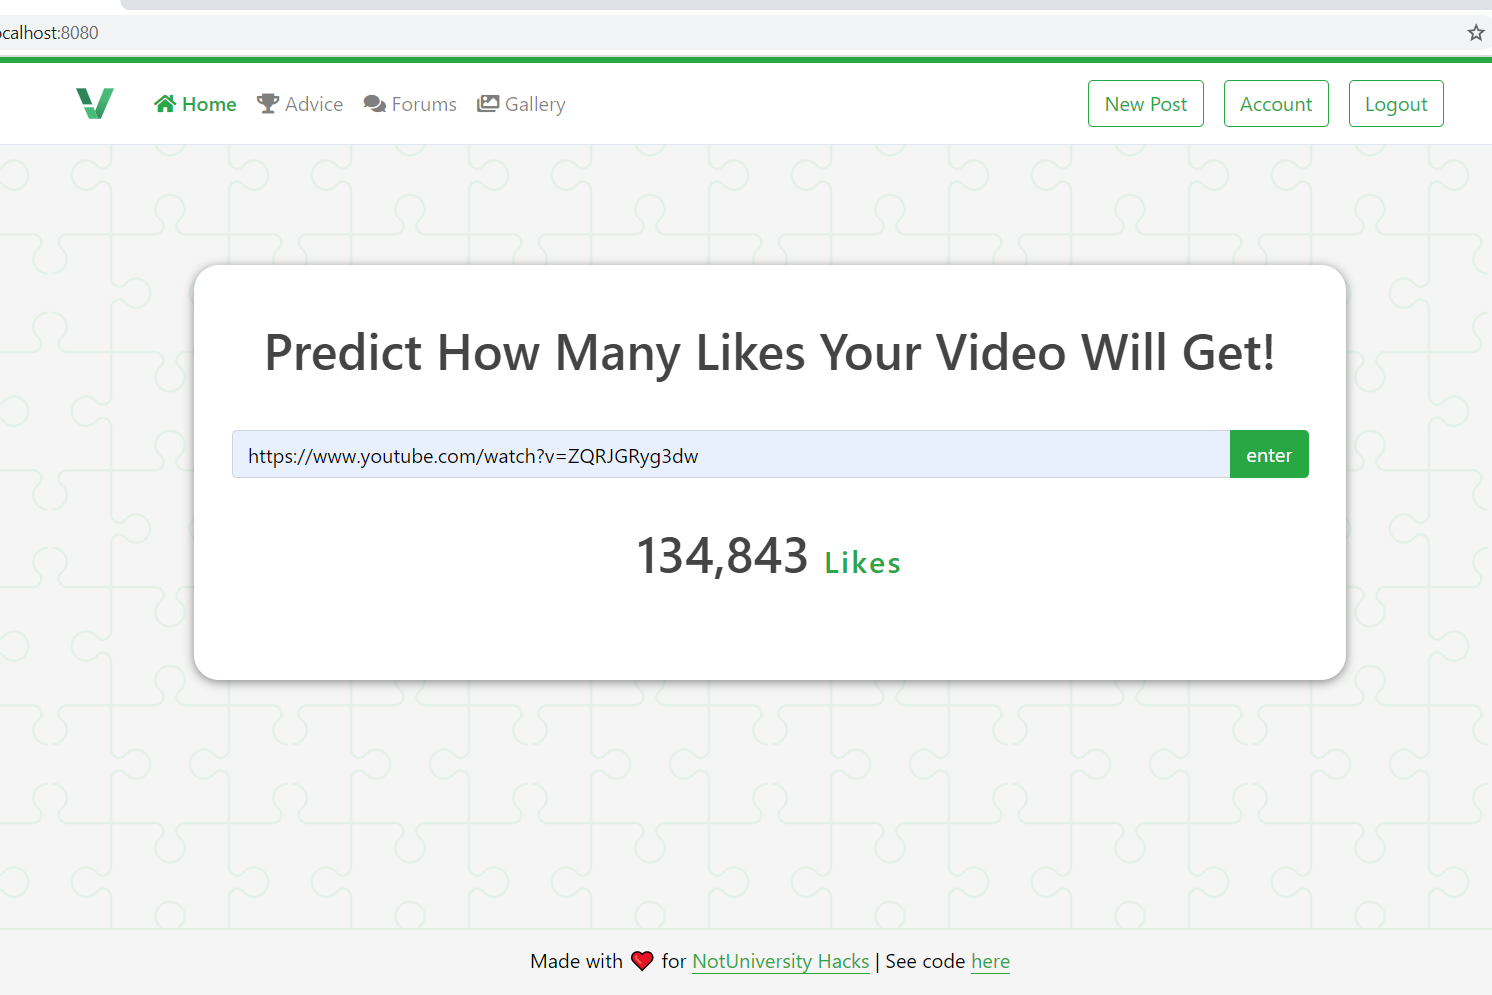 ocalhost:8080
Home Advice Forums Gallery New Post Account Logout
Predict How Many Likes Your Video Will Get!
https://www.youtube.com/watch?v=ZQRJGRyg3dw enter
134,843 Likes
Made with ❤ for NotUniversity Hacks | See code here